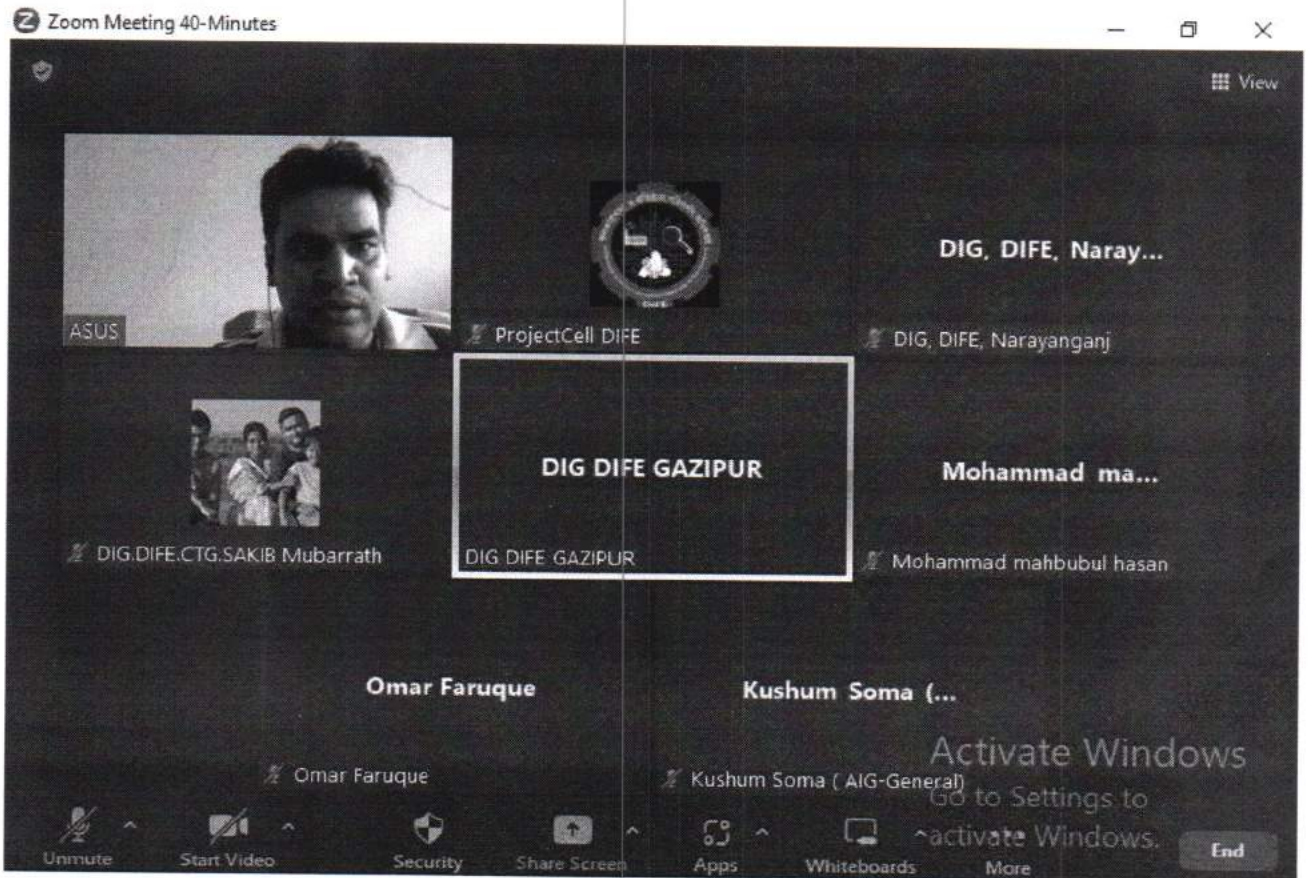 Zoom Meeting 40-Minutes
View
ASUS
ProjectCell DIFE
DIG, DIFE, Naray...
DIG, DIFE, Narayanganj
DIG.DIFE.CTG.SAKIB Mubarrath
DIG DIFE GAZIPUR
DIG DIFE GAZIPUR
Mohammad ma...
Mohammad mahbubul hasan
Omar Faruque
Omar Faruque
Kushum Soma (...
Kushum Soma ( AIG-General)
Activate Windows
Go to Settings to
activate Windows.
Unmute
Start Video
Security
Share Screen
Apps
Whiteboards
More
End